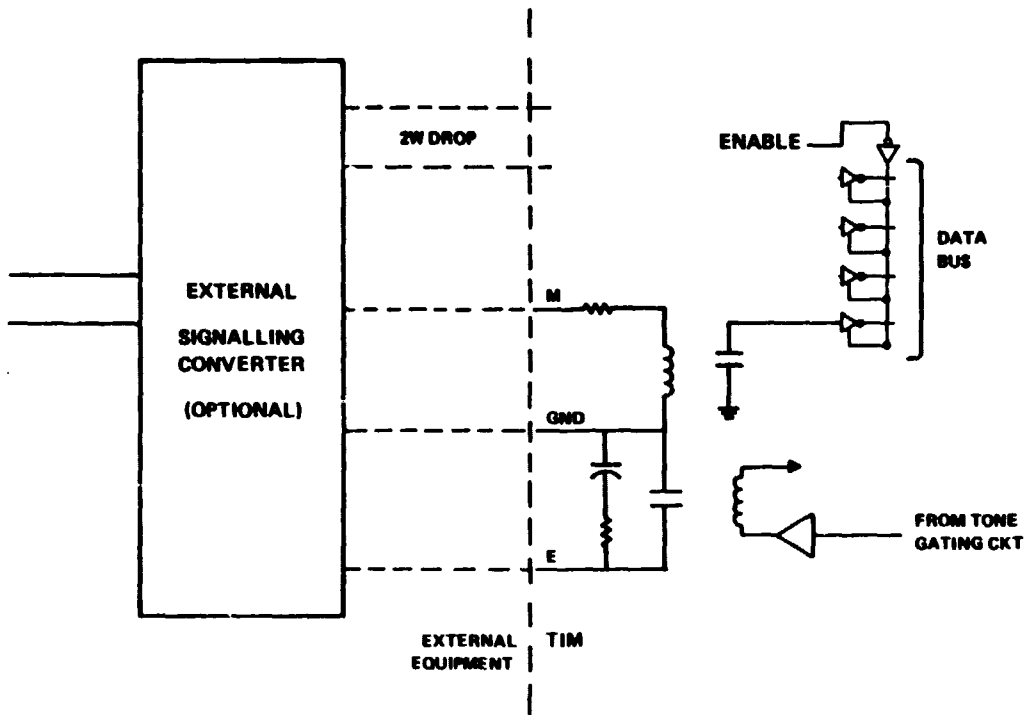 2W DROP
ENABLE
DATA
BUS
EXTERNAL
SIGNALLING
CONVERTER
(OPTIONAL)
M
GND
E
FROM TONE
GATING CKT
EXTERNAL
EQUIPMENT
TIM